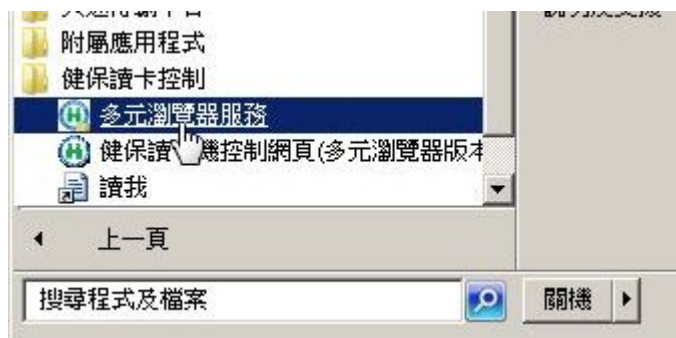 附屬應用程式
健保讀卡控制
多元瀏覽器服務
健保讀 機控制網頁(多元瀏覽器版本
讀我
上一頁
搜尋程式及檔案
關機